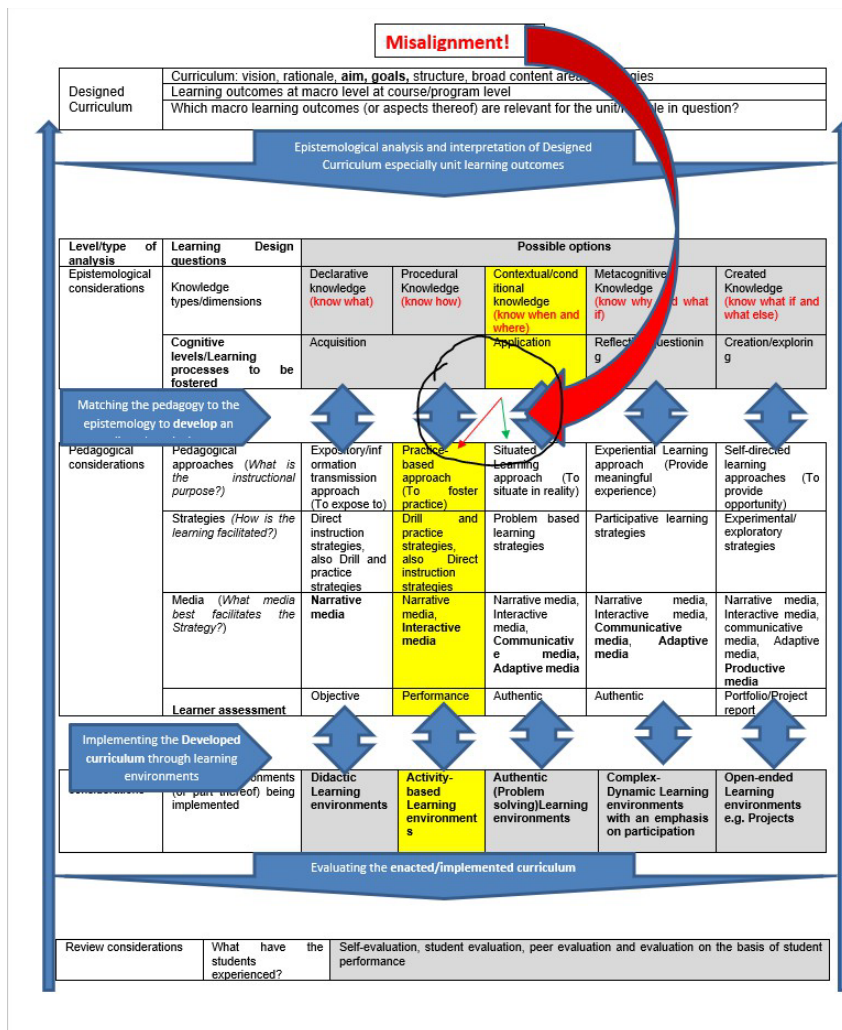 Misalignment!
Designed Curriculum
Curriculum: vision, rationale, aim, goals, structure, broad content area
Learning outcomes at macro level at course/program level
Which macro learning outcomes (or aspects thereof) are relevant for the unit/ in question?
Epistemological analysis and interpretation of Designed
Curriculum especially unit learning outcomes
Level/type of analysis
Learning Design questions
Possible options
Epistemological considerations
Knowledge types/dimensions
Declarative knowledge (know what)
Procedural Knowledge (know how)
Contextual/conditional knowledge (know when and where)
Metacognitive Knowledge (know why and what if)
Created Knowledge (know what if and what else)
Cognitive levels/Learning processes to be fostered
Acquisition
Application
Reflection/questioning
Creation/exploring
Matching the pedagogy to the
epistemology to develop an
Pedagogical considerations
Pedagogical approaches (What is the instructional purpose?)
Expository/information transmission approach (To expose to)
Practice-based approach (To foster practice)
Situated Learning approach (To situate in reality)
Experiential Learning approach (Provide meaningful experience)
Self-directed learning approaches (To provide opportunity)
Strategies (How is the learning facilitated?)
Direct instruction strategies, also Drill and practice strategies
Drill and practice strategies, also Direct instruction strategies
Problem based learning strategies
Participative learning strategies
Experimental/exploratory strategies
Media (What media best facilitates the Strategy?)
Narrative media
Narrative media, Interactive media
Narrative media, Interactive media, Communicative media, Adaptive media
Narrative media, Interactive media, Communicative media, Adaptive media
Narrative media, Interactive media, communicative media, Adaptive media, Productive media
Learner assessment
Objective
Performance
Authentic
Authentic
Portfolio/Project report
Implementing the Developed
curriculum through learning
environments
(or part thereof) being implemented
Didactic Learning environments
Activity-based Learning environments
Authentic (Problem solving)Learning environments
Complex-Dynamic Learning environments with an emphasis on participation
Open-ended Learning environments e.g. Projects
Evaluating the enacted/implemented curriculum
Review considerations
What have the students experienced?
Self-evaluation, student evaluation, peer evaluation and evaluation on the basis of student performance